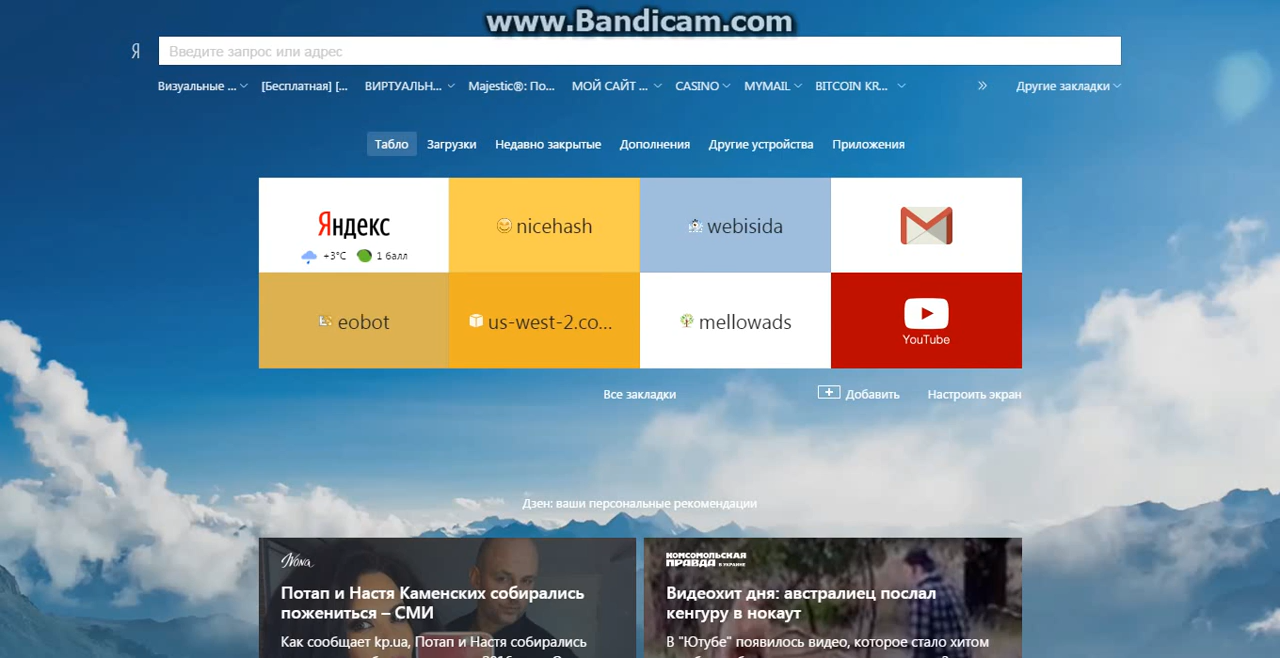 www.Bandicam.com
Я
Введите запрос или адрес
Визуальные ... [Бесплатная] [... ВИРТУАЛЬН... Majestic®: По... МОЙ САЙТ ... CASINO MYMAIL BITCOIN KR... » Другие закладки
Табло Загрузки Недавно закрытые Дополнения Другие устройства Приложения
Яндекс
+3°C 1 балл
nicehash
webisida
eobot
us-west-2.co...
mellowads
YouTube
Все закладки Добавить Настроить экран
Дзен: ваши персональные рекомендации
Nona
Потап и Настя Каменских собирались
пожениться – СМИ
Как сообщает kp.ua, Потап и Настя собирались
КОМСОМОЛЬСКАЯ
ПРАВДА В УКРАИНЕ
Видеохит дня: австралиец послал
кенгуру в нокаут
В "Ютубе" появилось видео, которое стало хитом